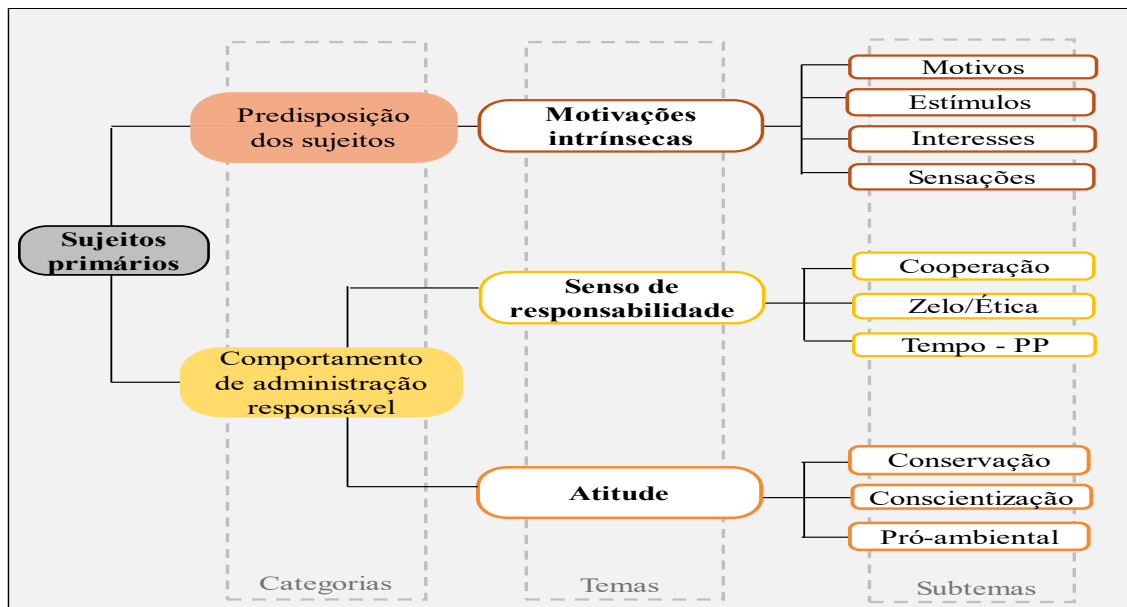 Sujeitos
primários
Predisposição
dos sujeitos
Motivações
intrínsecas
Motivos
Estímulos
Interesses
Sensações
Comportamento
de administração
responsável
Senso de
responsabilidade
Cooperação
Zelo/Ética
Tempo - PP
Atitude
Conservação
Conscientização
Pró-ambiental
Categorias
Temas
Subtemas